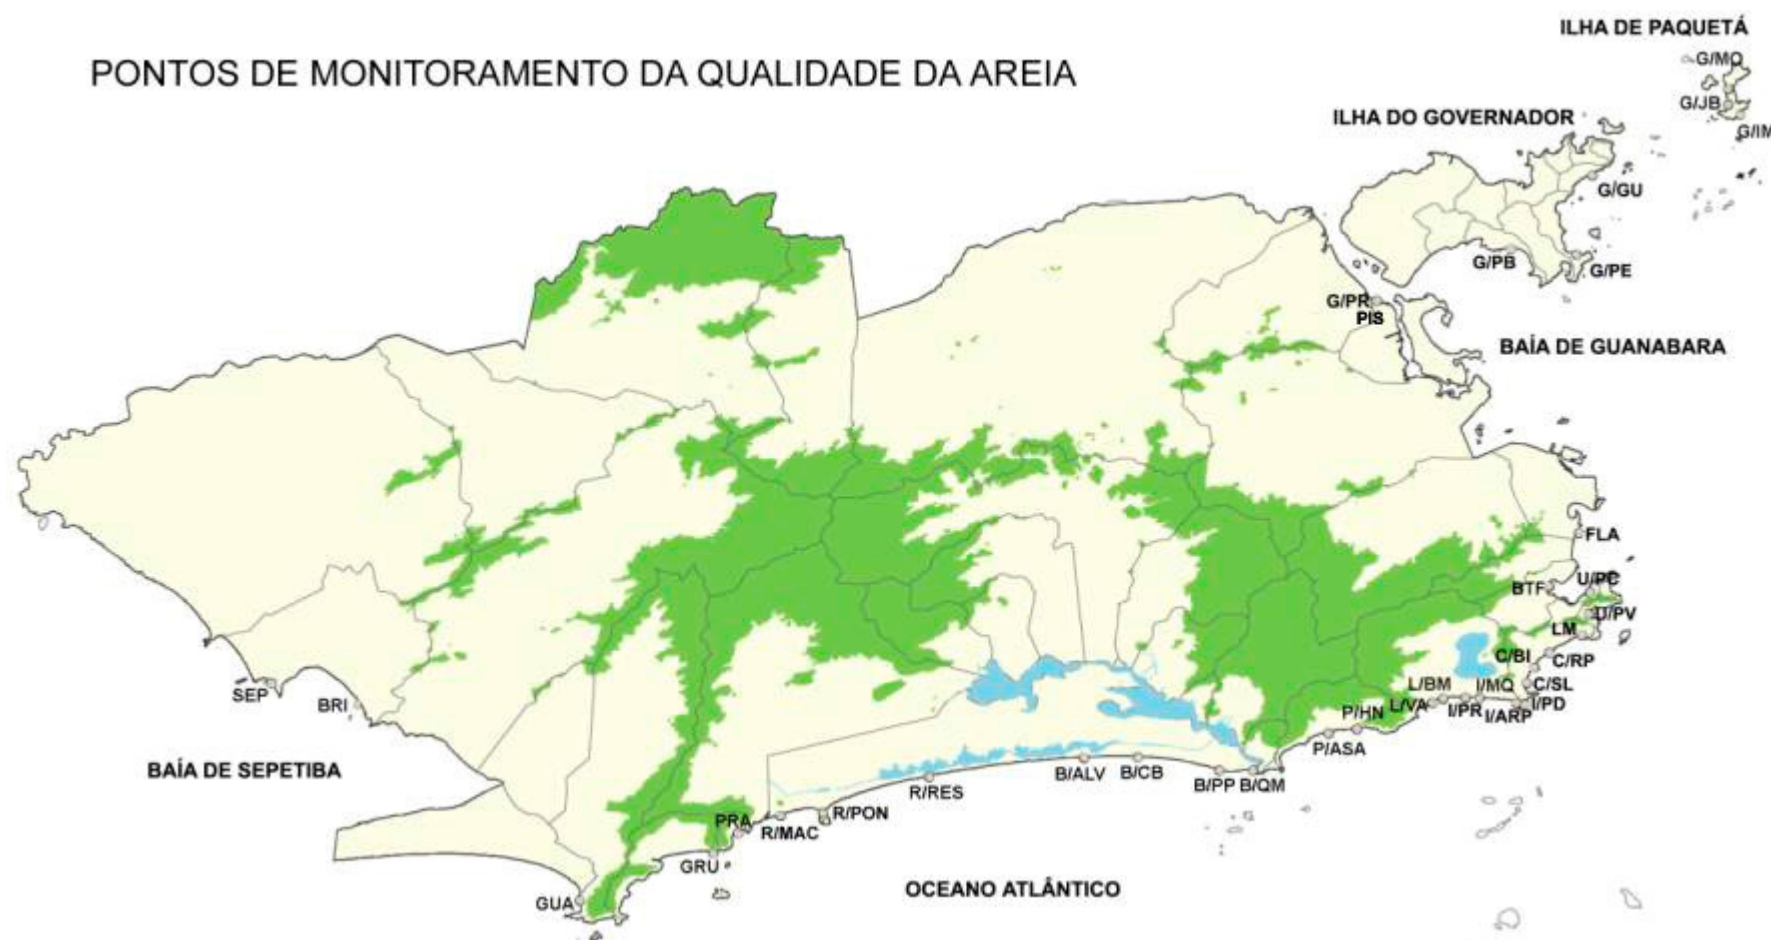 ILHA DE PAQUETÁ
G/MO
PONTOS DE MONITORAMENTO DA QUALIDADE DA AREIA
G/JB
ILHA DO GOVERNADOR
G/IM
G/GU
G/PB
G/PE
G/PR
PIS
BAÍA DE GUANABARA
FLA
BTF
U/PC
U/PV
LM
C/BI
C/RP
L/BM
I/MQ
C/SL
SEP
BRI
L/VA
I/PR
I/ARP
I/PD
P/HN
P/ASA
BAÍA DE SEPETIBA
R/RES
B/ALV
B/CB
B/PP
B/QM
PRA
R/MAC
R/PON
GRU
OCEANO ATLÂNTICO
GUA